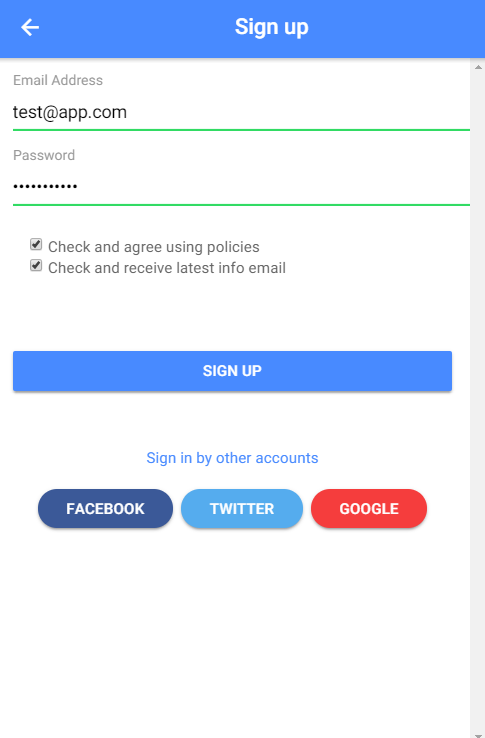 Sign up
Email Address
test@app.com
Password
•••••••••••
Check and agree using policies
Check and receive latest info email
SIGN UP
Sign in by other accounts
FACEBOOK TWITTER GOOGLE